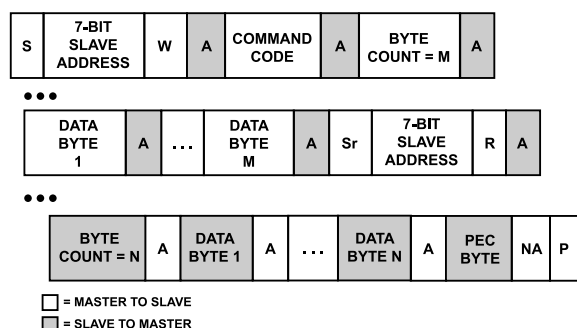 S 7-BIT SLAVE ADDRESS W A COMMAND CODE A BYTE COUNT = M A
•••
DATA BYTE 1 A ... DATA BYTE M A Sr 7-BIT SLAVE ADDRESS R A
•••
BYTE COUNT = N A DATA BYTE 1 A ... DATA BYTE N A PEC BYTE NA P
= MASTER TO SLAVE
= SLAVE TO MASTER